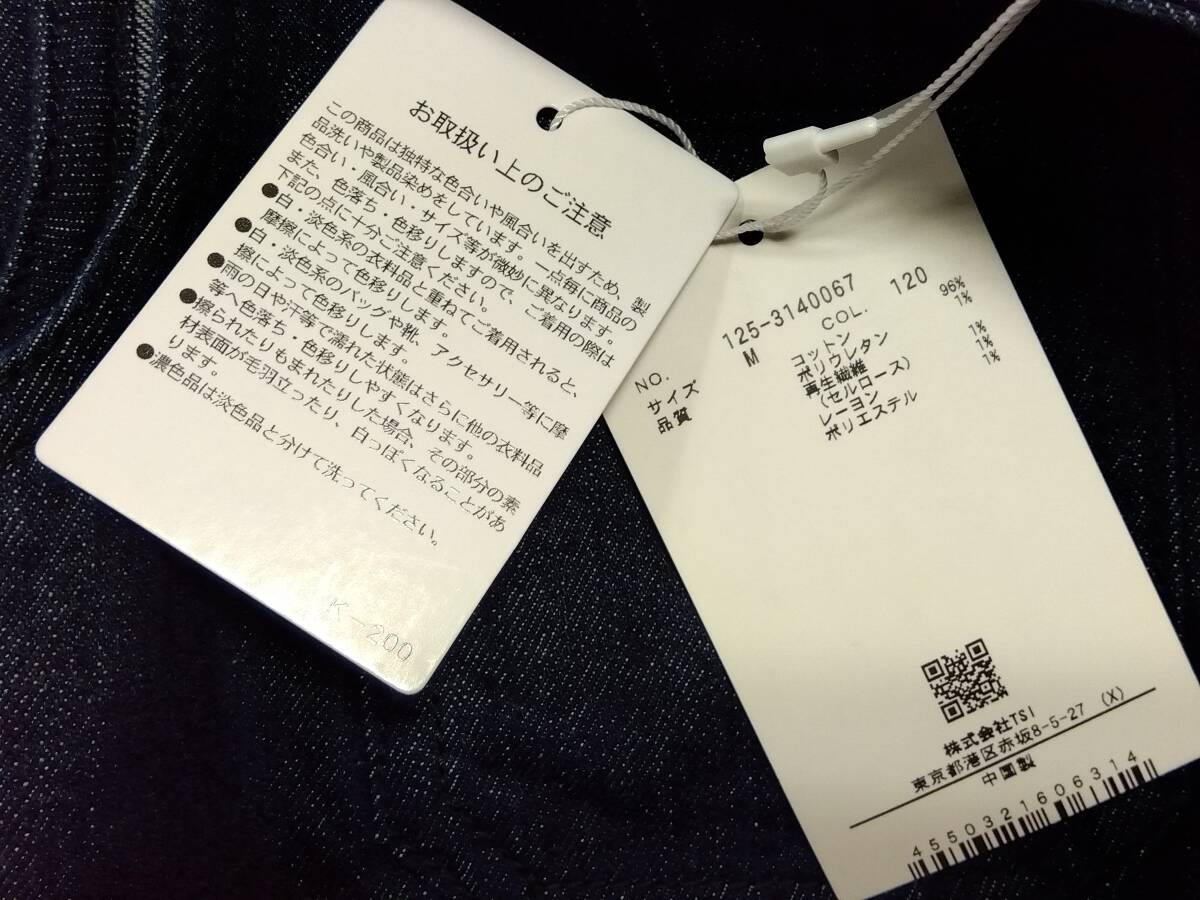 お取扱い上のご注意
この商品は独特な色合いや風合いを出すため、製
品洗いや製品染めをしています。一点毎に商品の
色合い・風合い・サイズ等が微妙に異なります。
また、色落ち・色移りしますので、ご着用の際は
下記の点に十分ご注意ください。
●白・淡色系の衣料品と重ねてご着用されると、
摩擦によって色移りします。
●白・淡色系のバッグや靴、アクセサリー等に摩
擦によって色移りします。
●雨の日や汗等で濡れた状態はさらに他の衣料品
等へ色落ち・色移りしやすくなります。
●擦られたりもまれたりした場合、その部分の素
材表面が毛羽立ったり、白っぽくなることがあ
ります。
●濃色品は淡色品と分けて洗ってください。
K-200
NO. 125-3140067 120
サイズ M COL.
品質 コットン 96%
ポリウレタン 1%
再生繊維
(セルロース) 1%
レーヨン 1%
ポリエステル 1%
株式会社TSI
東京都港区赤坂8-5-27 (X)
中国製
4550321606314